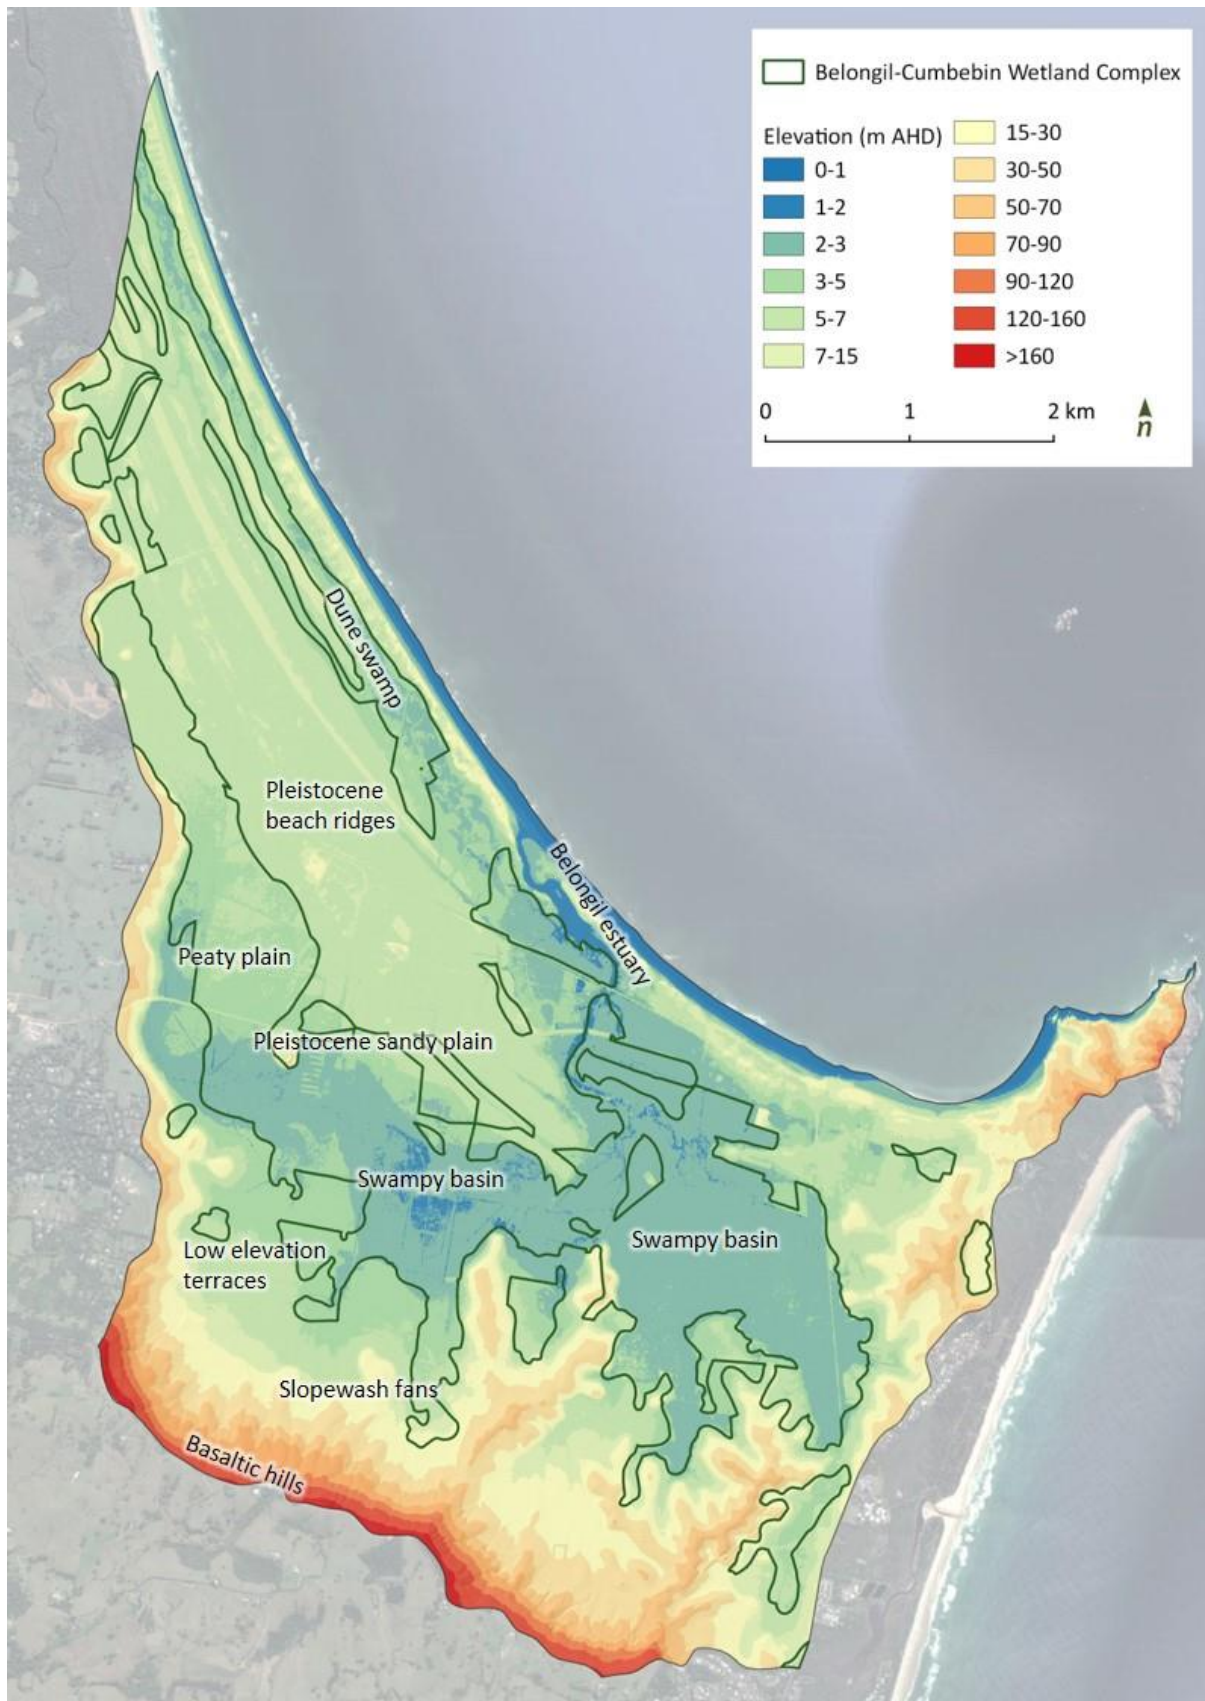 Belongil-Cumbebin Wetland Complex
Elevation (m AHD)
0-1
1-2
2-3
3-5
5-7
7-15
15-30
30-50
50-70
70-90
90-120
120-160
>160
0 1 2 km
n
Dune swamp
Pleistocene
beach ridges
Belongil estuary
Peaty plain
Pleistocene sandy plain
Swampy basin
Swampy basin
Low elevation
terraces
Slopewash fans
Basaltic hills